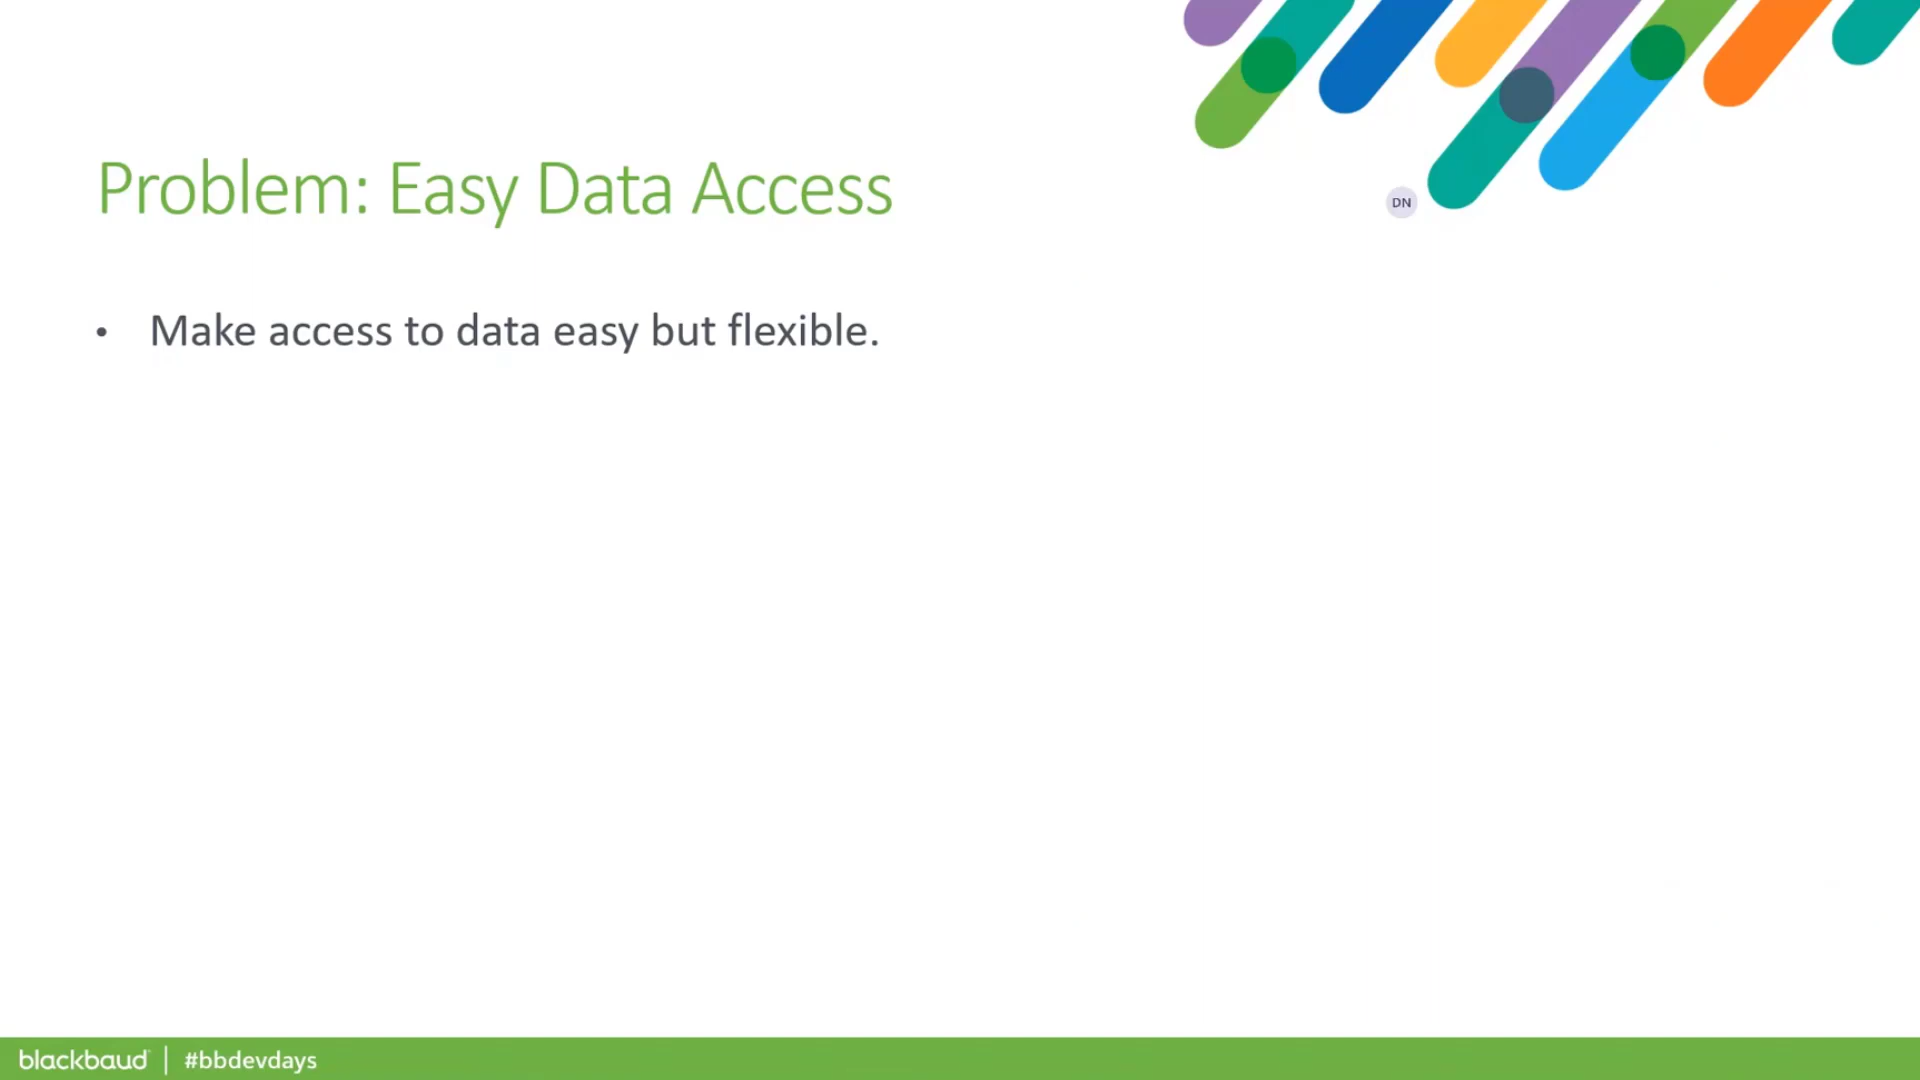 DN
Problem: Easy Data Access
• Make access to data easy but flexible.
blackbaud | #bbdevdays